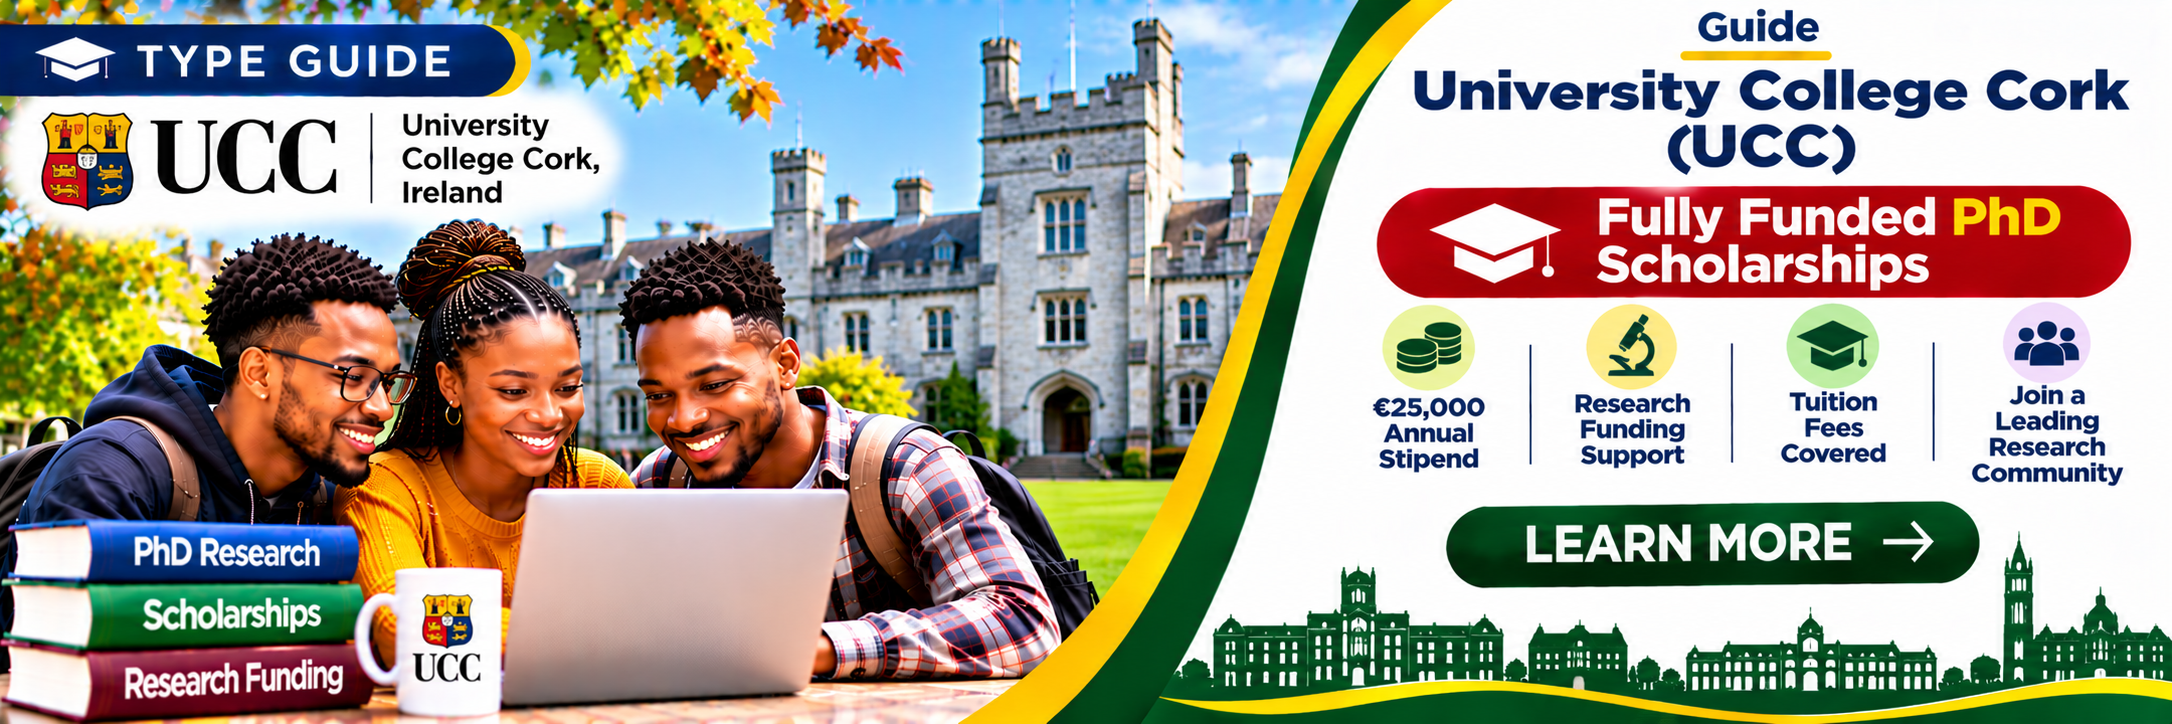 TYPE GUIDE
UCC
University
College Cork,
Ireland
PhD Research
Scholarships
Research Funding
UCC
Guide
University College Cork
(UCC)
Fully Funded PhD
Scholarships
€25,000
Annual
Stipend
Research
Funding
Support
Tuition
Fees
Covered
Join a
Leading
Research
Community
LEARN MORE →